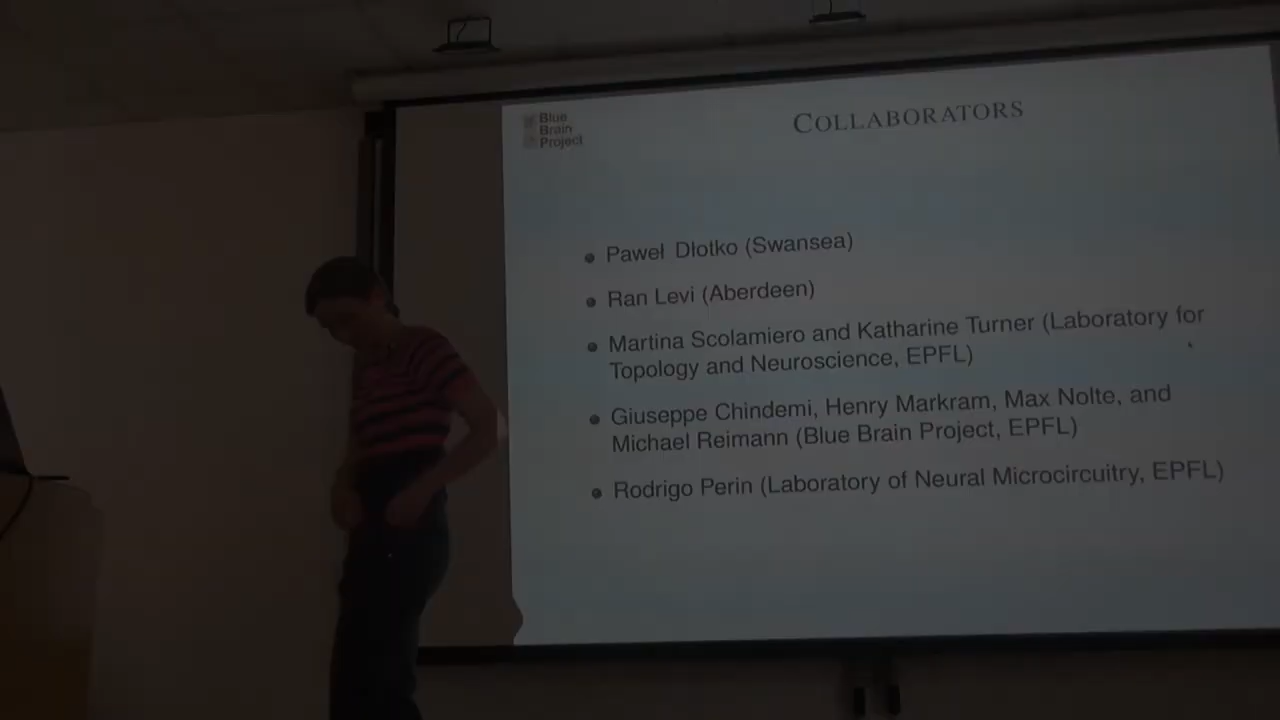 Blue
Brain
Project
COLLABORATORS
Paweł Dłotko (Swansea)
Ran Levi (Aberdeen)
Martina Scolamiero and Katharine Turner (Laboratory for
Topology and Neuroscience, EPFL)
Giuseppe Chindemi, Henry Markram, Max Nolte, and
Michael Reimann (Blue Brain Project, EPFL)
Rodrigo Perin (Laboratory of Neural Microcircuitry, EPFL)